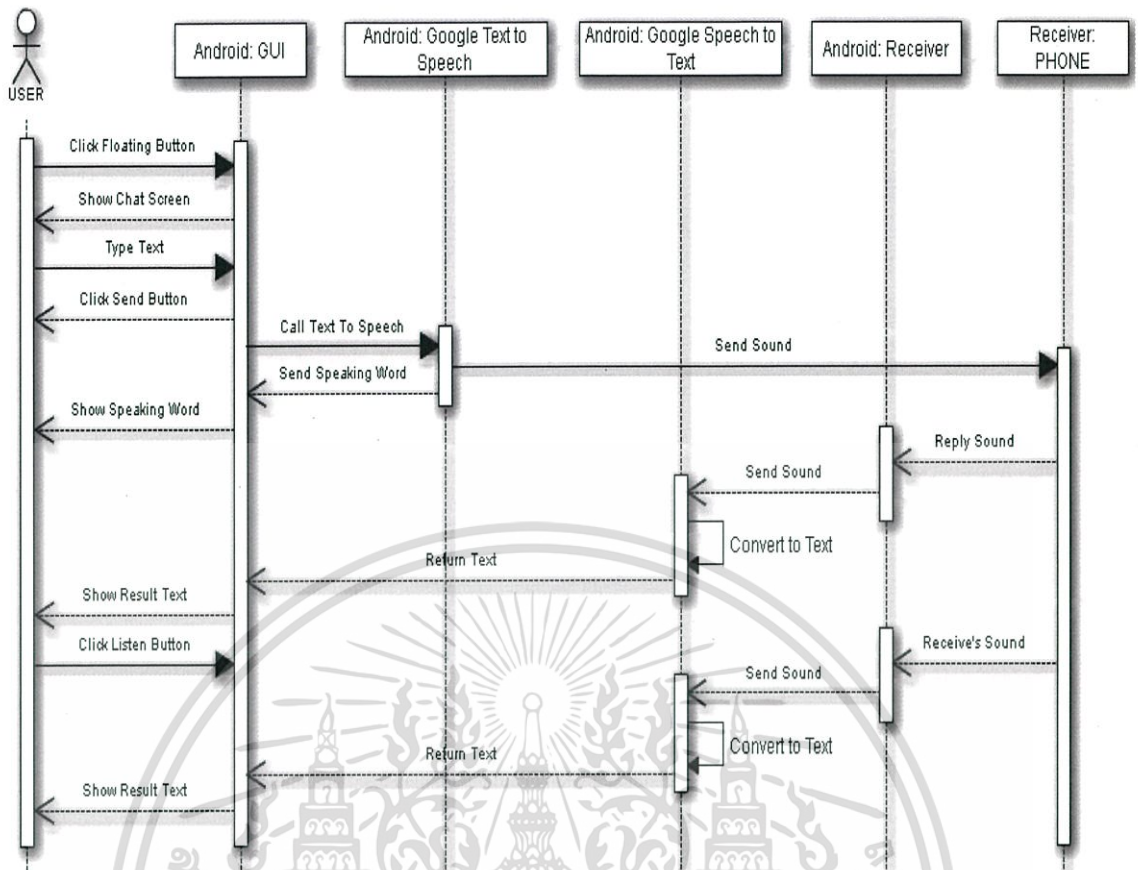 Android: GUI
Android: Google Text to
Speech
Android: Google Speech to
Text
Android: Receiver
Receiver:
PHONE
USER
Click Floating Button
Show Chat Screen
Type Text
Click Send Button
Call Text To Speech
Send Sound
Send Speaking Word
Show Speaking Word
Reply Sound
Send Sound
Convert to Text
Return Text
Show Result Text
Click Listen Button
Receive's Sound
Send Sound
Convert to Text
Return Text
Show Result Text